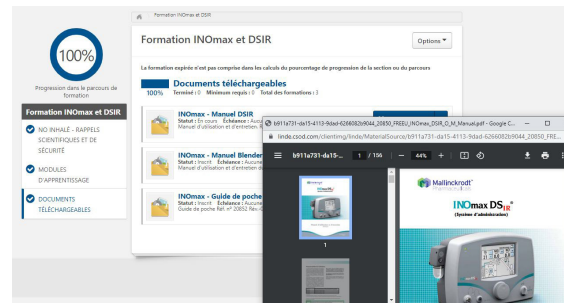 Formation INOmax et DSIR
100%
Progression dans le parcours de
formation
Formation INOmax et DSIR
NO INHALÉ - RAPPELS
SCIENTIFIQUES ET DE
SÉCURITÉ
MODULES
D'APPRENTISSAGE
DOCUMENTS
TÉLÉCHARGEABLES
Formation INOmax et DSIR
Options
La formation expirée n'est pas comprise dans les calculs du pourcentage de progression de la section ou du parcours
Documents téléchargeables
100%
Terminé : 0 Minimum requis : 0 Total des formations : 3
INOmax - Manuel DSIR
Statut : En cours Échéance : Aucune
Manuel d'utilisation et d'entretien.
INOmax - Manuel Blender
Statut : Inscrit Échéance : Aucune
Manuel d'utilisation et d'entretien
INOmax - Guide de poche
Statut : Inscrit Échéance : Aucune
Guide de poche Réf. n° 20892 Rév.
b911a731-da15-4113-9dad-6266082b9044_20850_FREEU_INOmax_DSIR_O_M_Manual.pdf - Google C...
linde.csod.com/clientimg/linde/MaterialSource/b911a731-da15-4113-9dad-6266082b9044_20850_FRE...
b911a731-da15-... 1 / 156 44%
1
Mallinckrodt
Pharmaceuticals
INOmax DSIR
(Système d'administration)